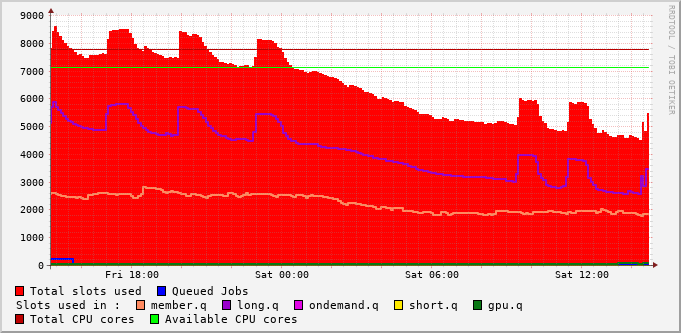 9000
8000
7000
6000
5000
4000
3000
2000
1000
0
Fri 18:00 Sat 00:00 Sat 06:00 Sat 12:00
Total slots used Queued Jobs
Slots used in : member.q long.q ondemand.q short.q gpu.q
Total CPU cores Available CPU cores
RRDTOOL / TOBI OETIKER